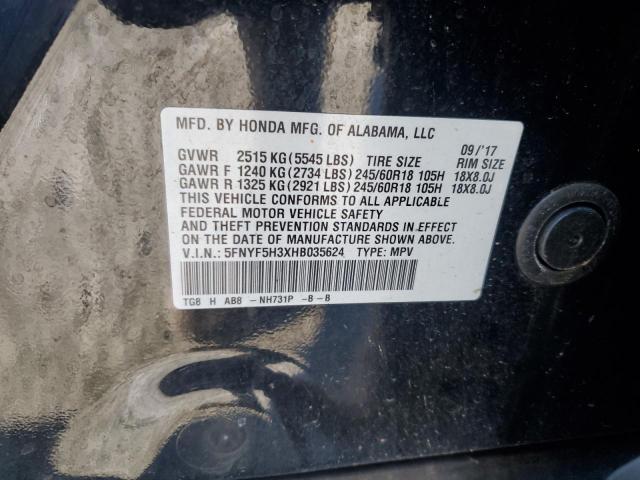 MFD. BY HONDA MFG. OF ALABAMA, LLC
09/'17
GVWR 2515 KG (5545 LBS) TIRE SIZE RIM SIZE
GAWR F 1240 KG (2734 LBS) 245/60R18 105H 18X8.0J
GAWR R 1325 KG (2921 LBS) 245/60R18 105H 18X8.0J
THIS VEHICLE CONFORMS TO ALL APPLICABLE
FEDERAL MOTOR VEHICLE SAFETY
AND THEFT PREVENTION STANDARDS IN EFFECT
ON THE DATE OF MANUFACTURE SHOWN ABOVE.
V.I.N.: 5FNYF5H3XHB035624 TYPE: MPV
TG8 H AB8 -NH731P -B-B